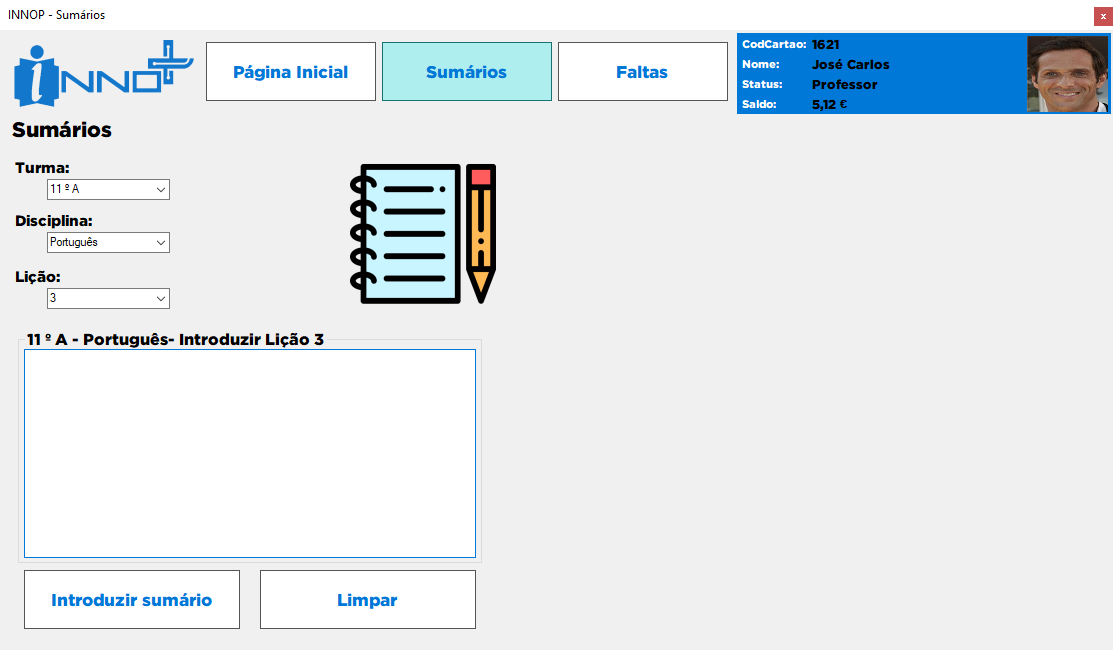 INNOP - Sumários
x
iNNO+
Página Inicial
Sumários
Faltas
CodCartao: 1621
Nome: José Carlos
Status: Professor
Saldo: 5,12 €
Sumários
Turma:
11 º A
Disciplina:
Português
Lição:
3
11 º A - Português- Introduzir Lição 3
Introduzir sumário
Limpar